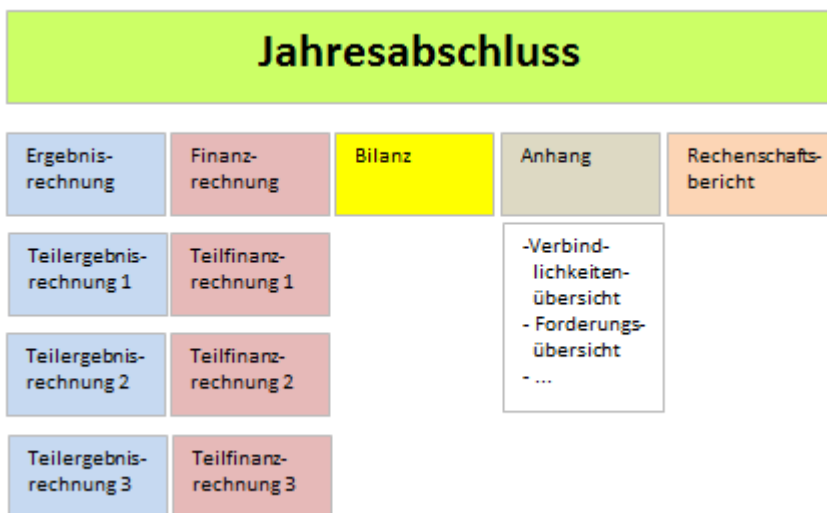 Jahresabschluss
Ergebnis-
rechnung
Finanz-
rechnung
Bilanz
Anhang
Rechenschafts-
bericht
Teilergebnis-
rechnung 1
Teilfinanz-
rechnung 1
-Verbind-
lichkeiten-
übersicht
- Forderungs-
übersicht
- ...
Teilergebnis-
rechnung 2
Teilfinanz-
rechnung 2
Teilergebnis-
rechnung 3
Teilfinanz-
rechnung 3